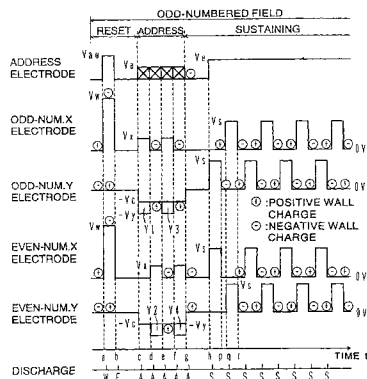 ODD-NUMBERED FIELD
RESET ADDRESS SUSTAINING
ADDRESS ELECTRODE
Vaw Va Ve
Vw
ODD-NUM.X ELECTRODE
Vx Vs 0V
ODD-NUM.Y ELECTRODE
Vs 0V
-Vc
-Vy Y1 Y3
⊕:POSITIVE WALL CHARGE
⊖:NEGATIVE WALL CHARGE
Vw
EVEN-NUM.X ELECTRODE
Vx Vs 0V
EVEN-NUM.Y ELECTRODE
Vs 0V
-Vc Y2 Y4 -Vy
a b c d e f g h p q r TIME t
DISCHARGE W E A A A A A S S S S S S S S S